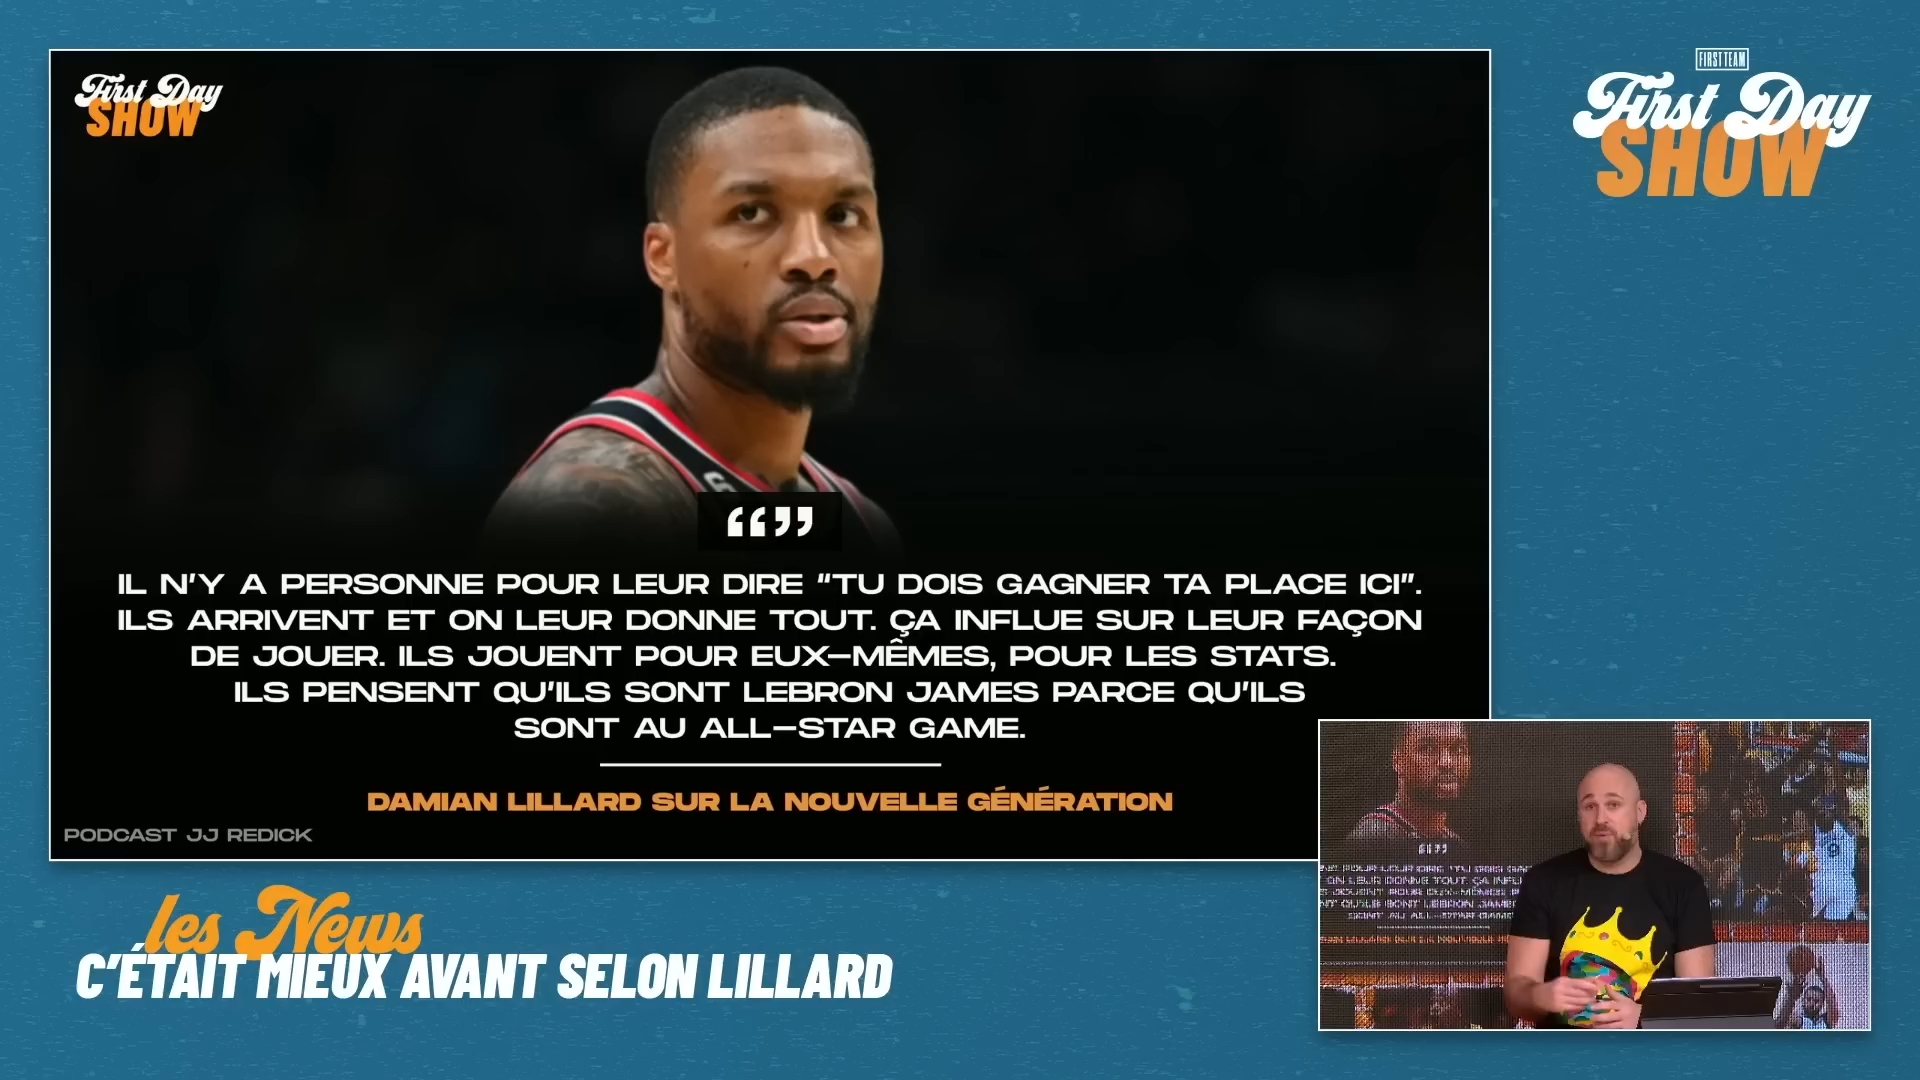 First Day
SHOW
FIRST TEAM
First Day
SHOW
“”
IL N'Y A PERSONNE POUR LEUR DIRE “TU DOIS GAGNER TA PLACE ICI”.
ILS ARRIVENT ET ON LEUR DONNE TOUT. ÇA INFLUE SUR LEUR FAÇON
DE JOUER. ILS JOUENT POUR EUX-MÊMES, POUR LES STATS.
ILS PENSENT QU'ILS SONT LEBRON JAMES PARCE QU'ILS
SONT AU ALL-STAR GAME.
DAMIAN LILLARD SUR LA NOUVELLE GÉNÉRATION
PODCAST JJ REDICK
les News
C'ÉTAIT MIEUX AVANT SELON LILLARD